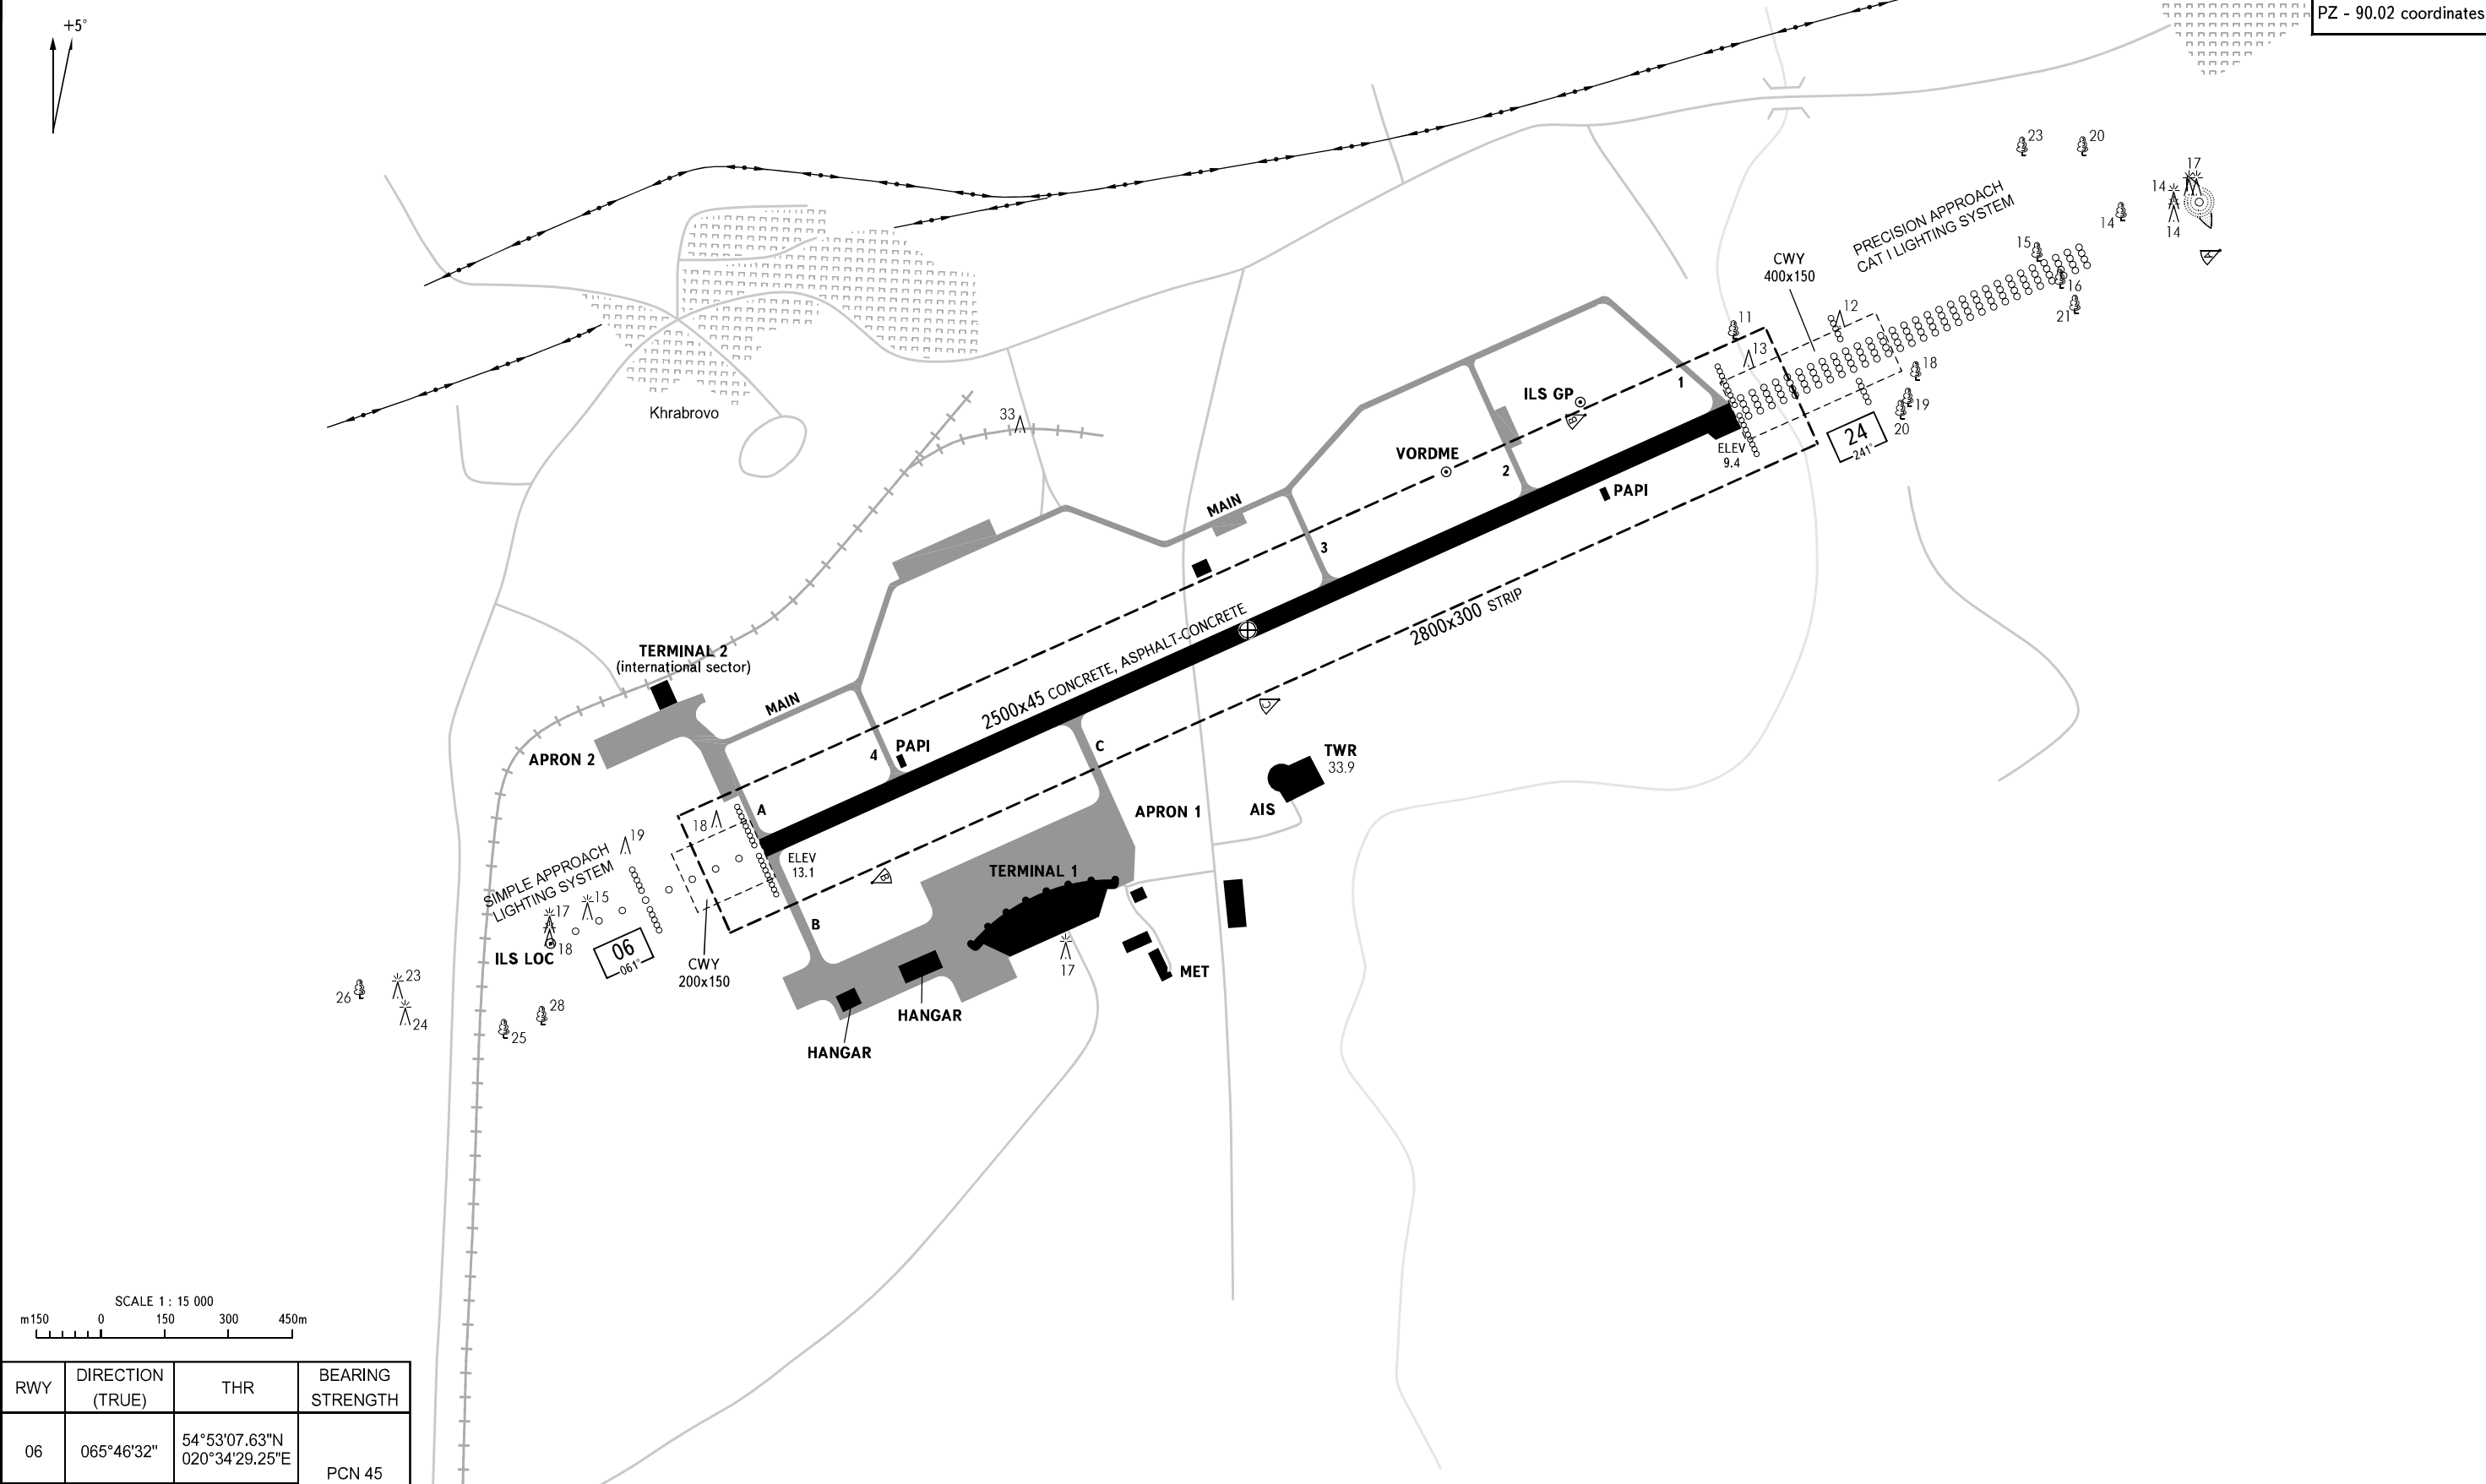 +5°
PZ - 90.02 coordinates
23
20
17
14
14
14
PRECISION APPROACH
CAT I LIGHTING SYSTEM
15
CWY
400x150
16
21
12
11
13
18
19
20
1
ILS GP
B
24
241°
ELEV
9.4
Khrabrovo
33
VORDME
2
PAPI
MAIN
3
2800x300 STRIP
2500x45 CONCRETE, ASPHALT-CONCRETE
TERMINAL 2
(international sector)
MAIN
APRON 2
4
PAPI
C
C
TWR
33.9
A
APRON 1
AIS
18
19
ELEV
13.1
SIMPLE APPROACH
LIGHTING SYSTEM
15
17
18
ILS LOC
06
061°
B
B
TERMINAL 1
CWY
200x150
17
MET
23
26
24
28
25
HANGAR
HANGAR
SCALE 1 : 15 000
m150 0 150 300 450m
RWY DIRECTION (TRUE) THR BEARING STRENGTH
06 065°46'32" 54°53'07.63"N
020°34'29.25"E
PCN 45